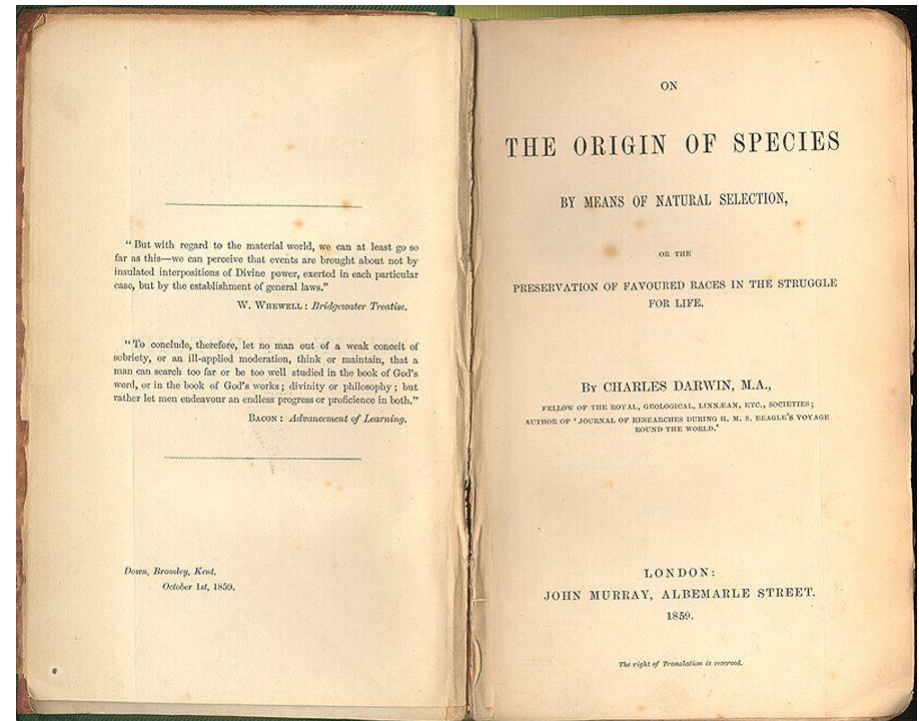 "But with regard to the material world, we can at least go so
far as this—we can perceive that events are brought about not by
insulated interpositions of Divine power, exerted in each particular
case, but by the establishment of general laws."
W. WHEWELL: Bridgewater Treatise.
"To conclude, therefore, let no man out of a weak conceit of
sobriety, or an ill-applied moderation, think or maintain, that a
man can search too far or be too well studied in the book of God's
word, or in the book of God's works; divinity or philosophy; but
rather let men endeavour an endless progress or proficience in both."
BACON: Advancement of Learning.
Down, Bromley, Kent,
October 1st, 1859.
ON
THE ORIGIN OF SPECIES
BY MEANS OF NATURAL SELECTION,
OR THE
PRESERVATION OF FAVOURED RACES IN THE STRUGGLE
FOR LIFE.
BY CHARLES DARWIN, M.A.,
FELLOW OF THE ROYAL, GEOLOGICAL, LINNÆAN, ETC., SOCIETIES;
AUTHOR OF 'JOURNAL OF RESEARCHES DURING H. M. S. BEAGLE'S VOYAGE
ROUND THE WORLD.'
LONDON:
JOHN MURRAY, ALBEMARLE STREET.
1859.
The right of Translation is reserved.